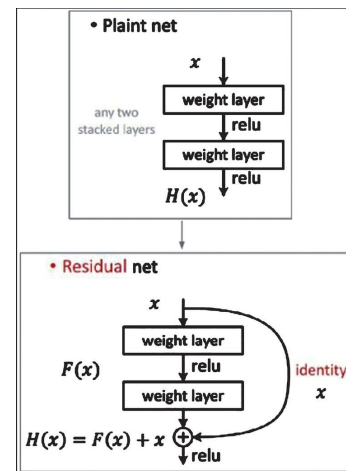 • Plaint net
x
weight layer
any two
stacked layers
relu
weight layer
relu
H(x)
• Residual net
x
weight layer
F(x)
relu
identity
x
weight layer
H(x) = F(x) + x
relu